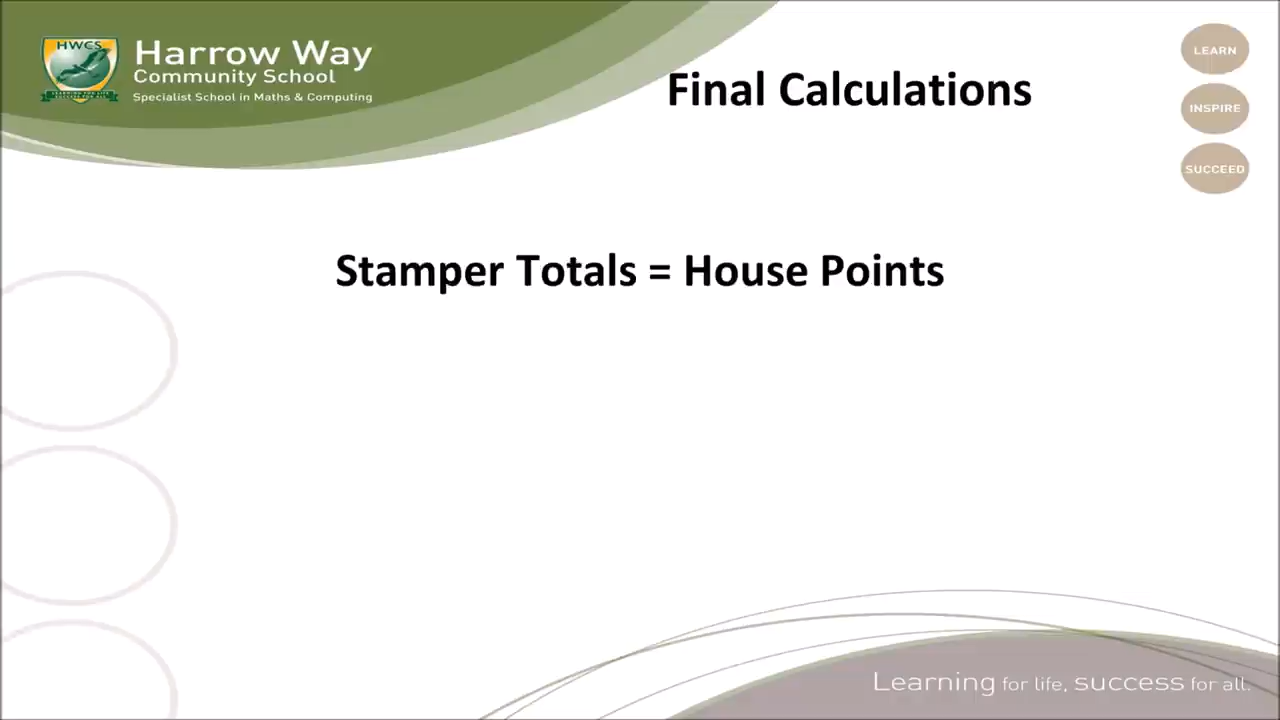 HWCS
Harrow Way
Community School
Specialist School in Maths & Computing
Final Calculations
LEARN
INSPIRE
SUCCEED
Stamper Totals = House Points
Learning for life, success for all.